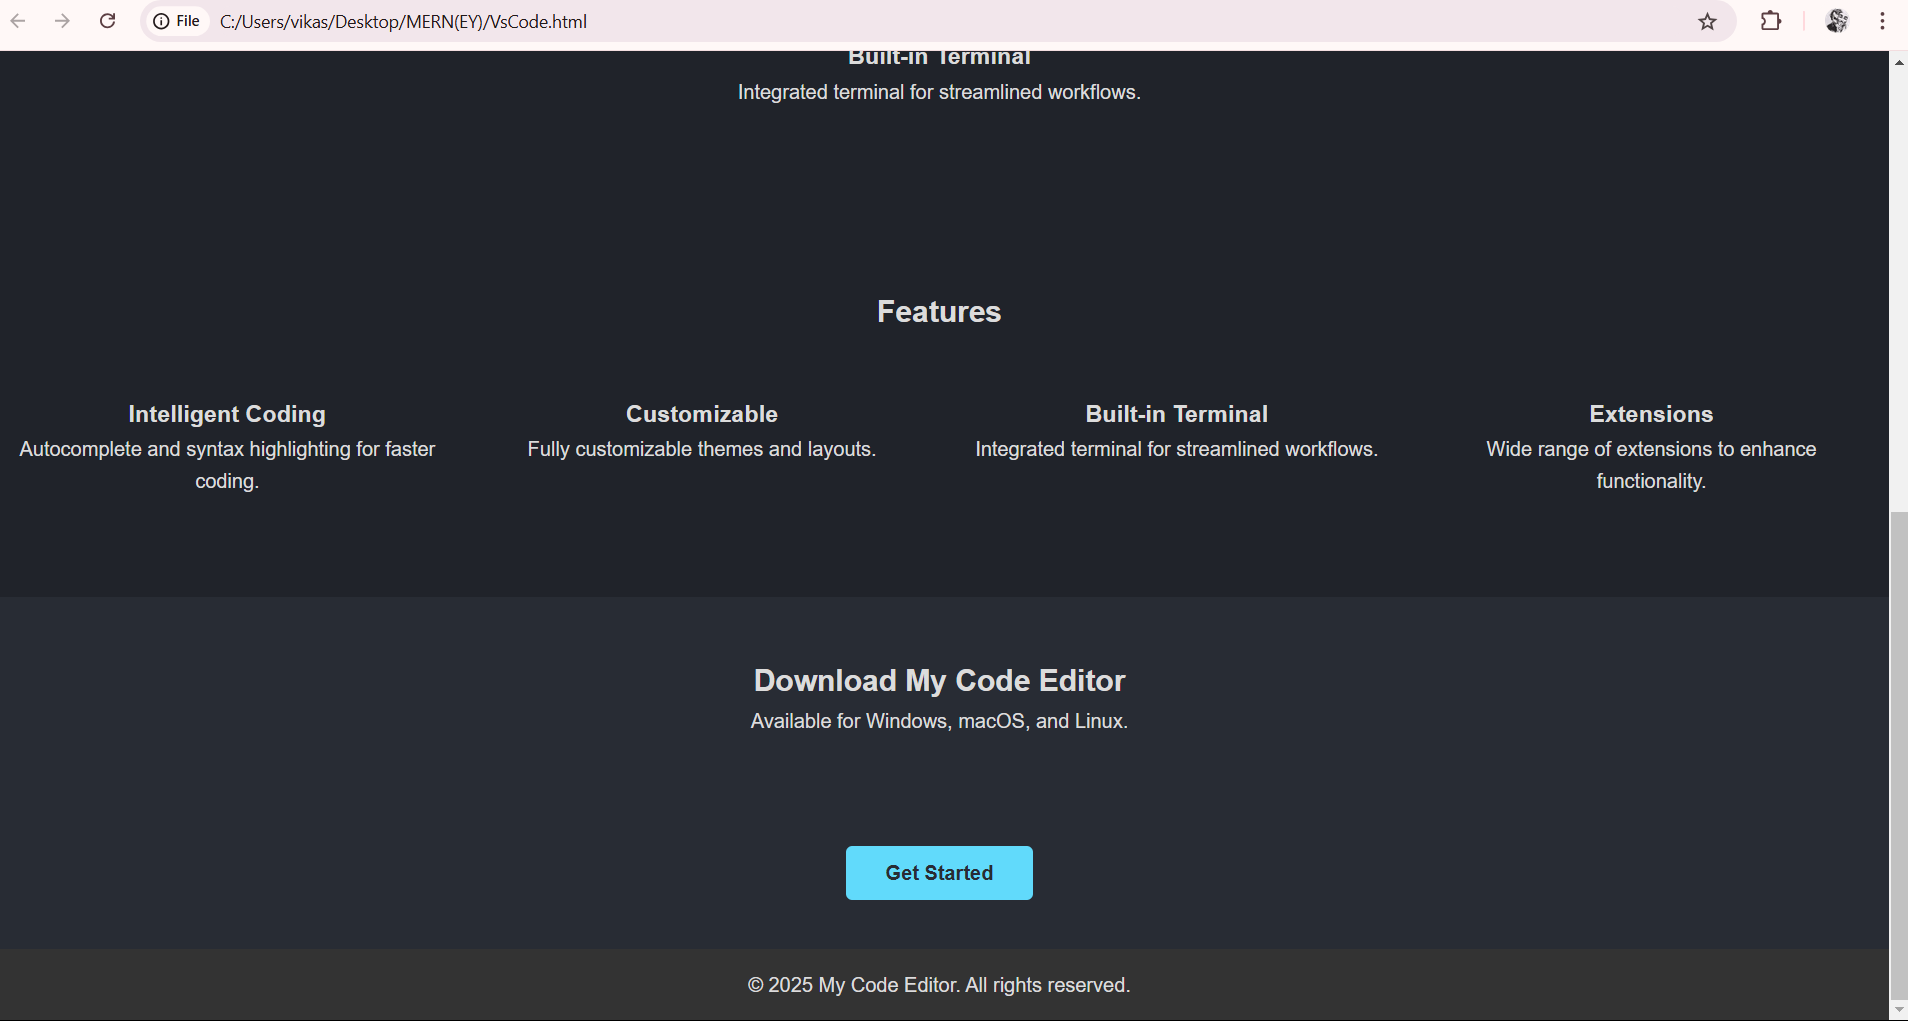 File C:/Users/vikas/Desktop/MERN(EY)/VsCode.html
Built-in Terminal
Integrated terminal for streamlined workflows.
Features
Intelligent Coding
Autocomplete and syntax highlighting for faster
coding.
Customizable
Fully customizable themes and layouts.
Built-in Terminal
Integrated terminal for streamlined workflows.
Extensions
Wide range of extensions to enhance
functionality.
Download My Code Editor
Available for Windows, macOS, and Linux.
Get Started
© 2025 My Code Editor. All rights reserved.